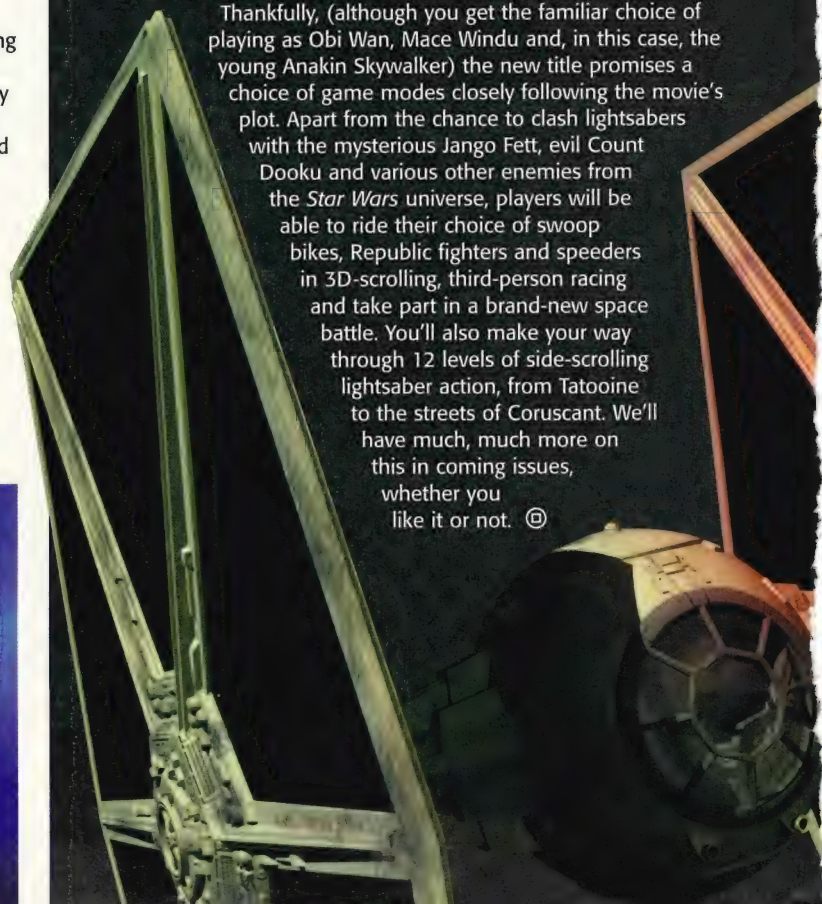 ng
y
d
Thankfully, (although you get the familiar choice of
playing as Obi Wan, Mace Windu and, in this case, the
young Anakin Skywalker) the new title promises a
choice of game modes closely following the movie's
plot. Apart from the chance to clash lightsabers
with the mysterious Jango Fett, evil Count
Dooku and various other enemies from
the Star Wars universe, players will be
able to ride their choice of swoop
bikes, Republic fighters and speeders
in 3D-scrolling, third-person racing
and take part in a brand-new space
battle. You'll also make your way
through 12 levels of side-scrolling
lightsaber action, from Tatooine
to the streets of Coruscant. We'll
have much, much more on
this in coming issues,
whether you
like it or not.